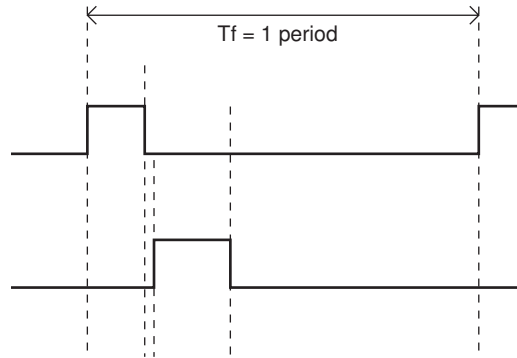 Tf = 1 period